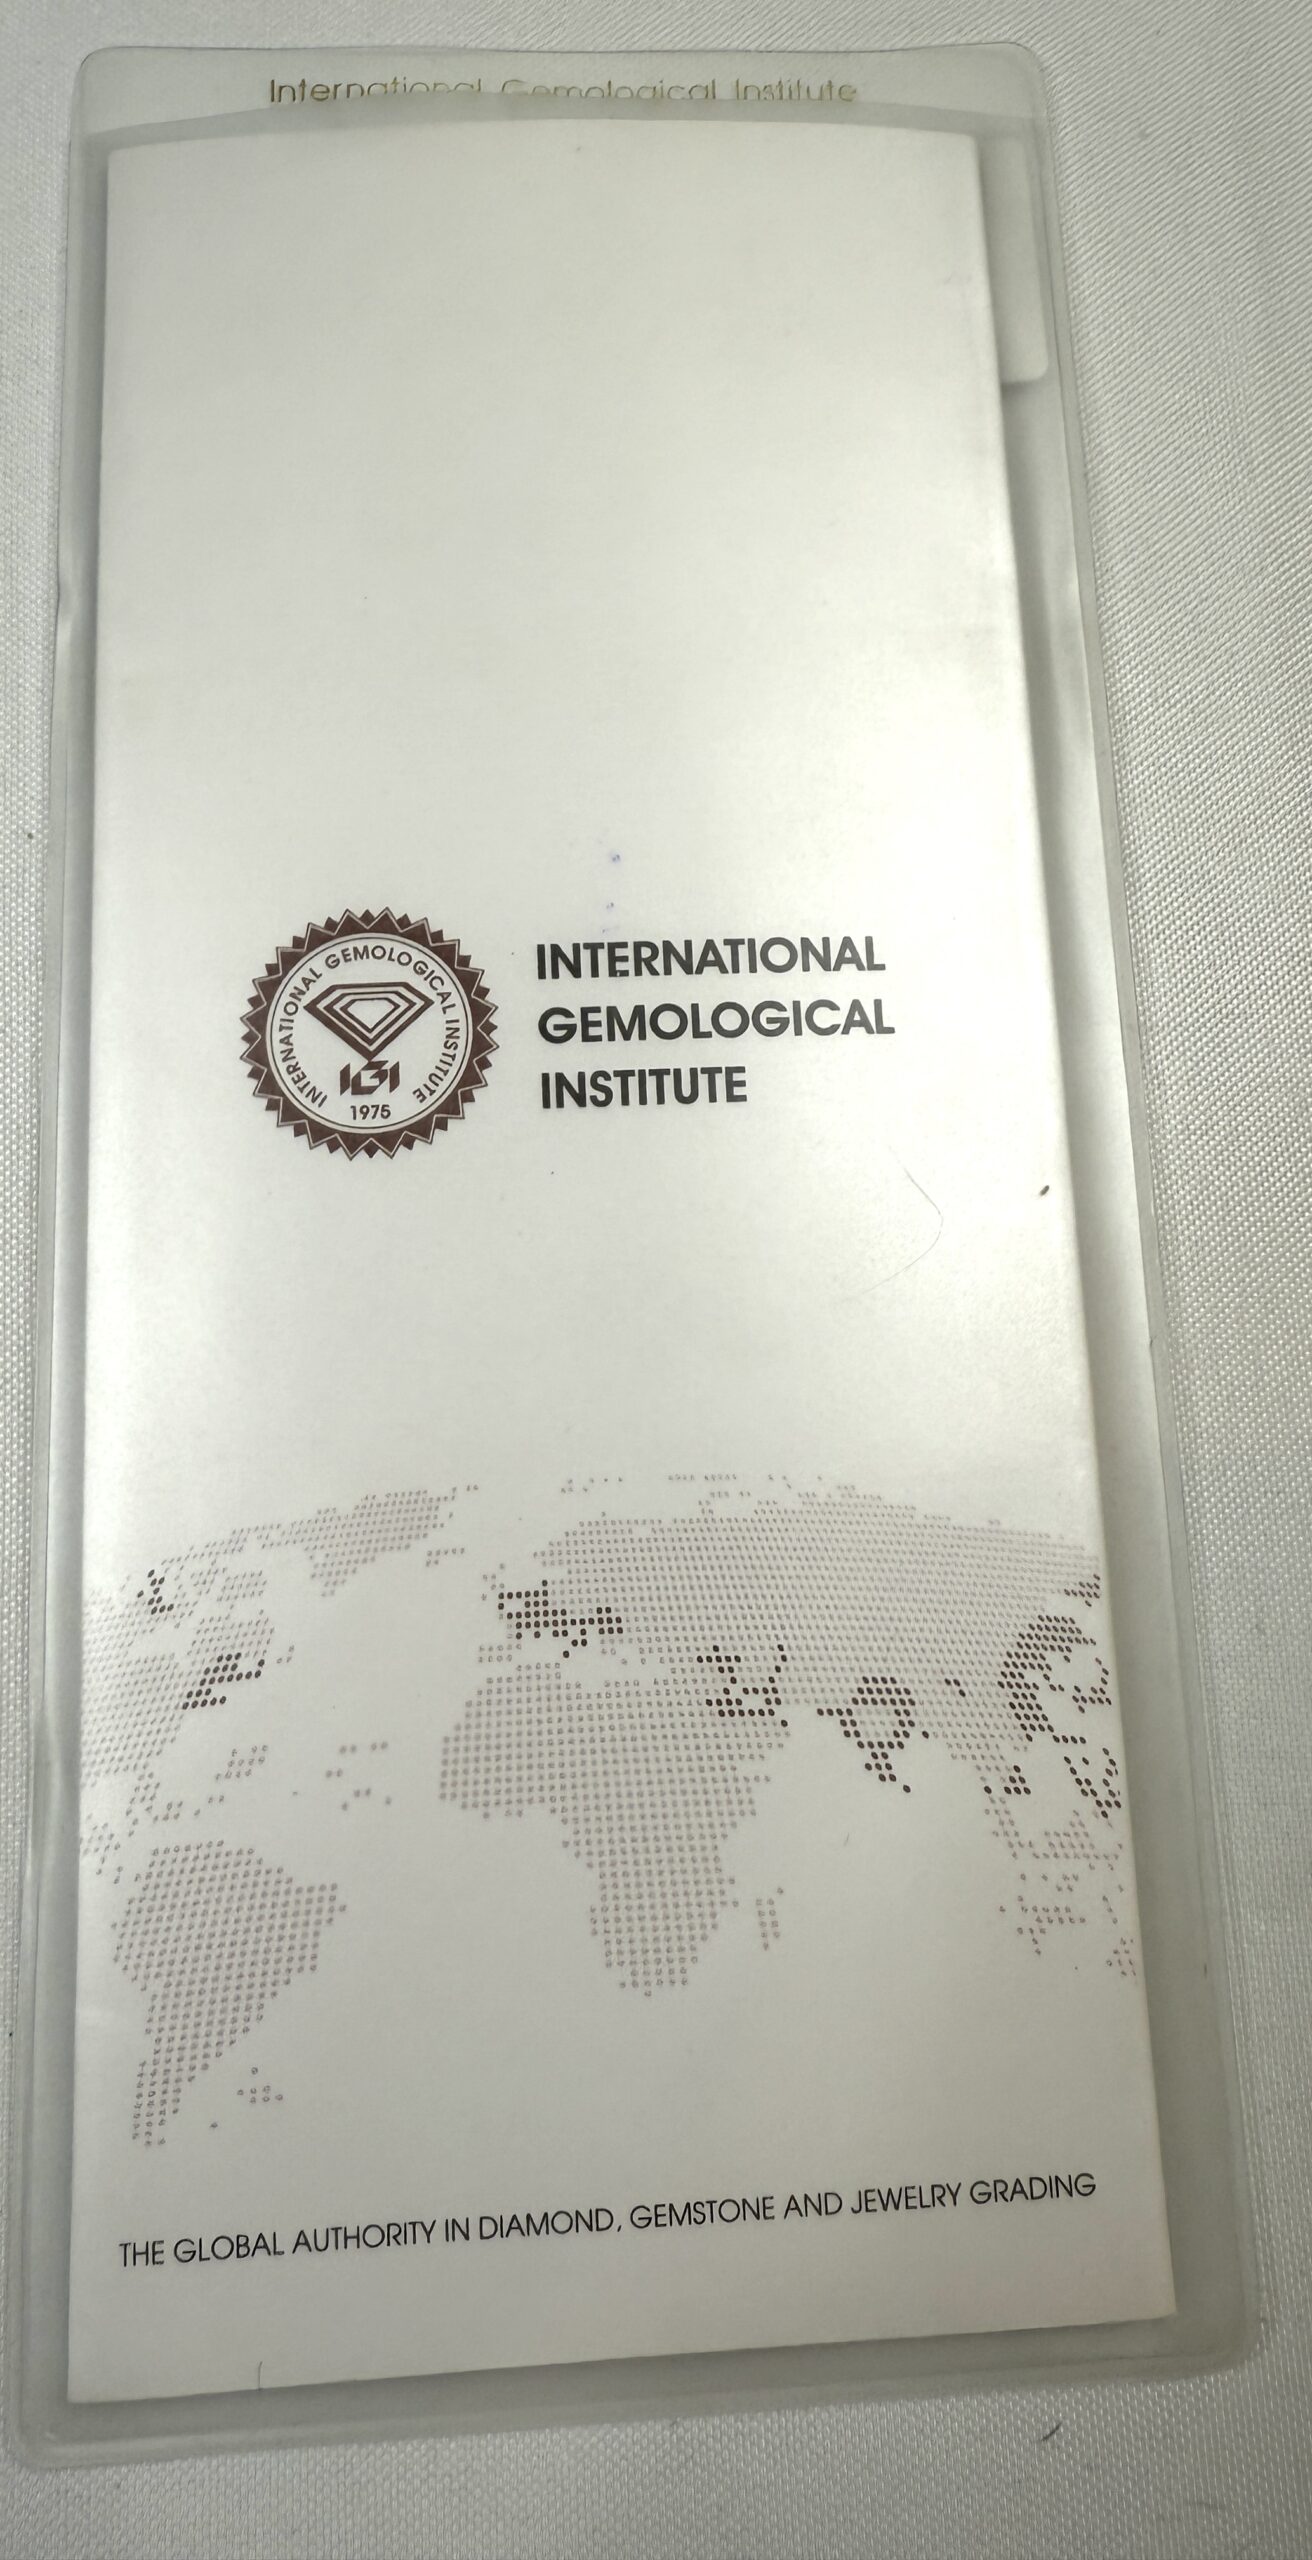 International Gemological Institute
INTERNATIONAL GEMOLOGICAL INSTITUTE
IGI
1975
INTERNATIONAL
GEMOLOGICAL
INSTITUTE
THE GLOBAL AUTHORITY IN DIAMOND, GEMSTONE AND JEWELRY GRADING